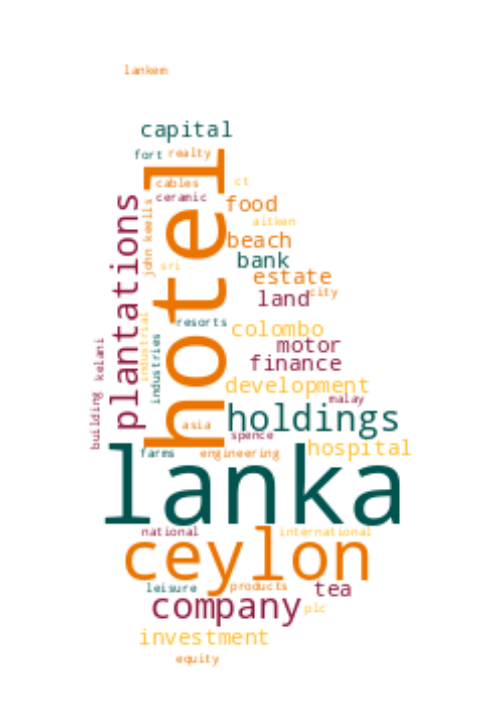 lankem
capital
fort
realty
hotel
cables
ct
ceramic
plantations
john keells
food
aitken
beach
bank
sri
estate
land
city
resorts
colombo
industrial
industries
motor
kelani
finance
development
building
malay
holdings
asia
spence
hospital
farms
engineering
lanka
national
international
ceylon
leisure
products
tea
company
plc
investment
equity